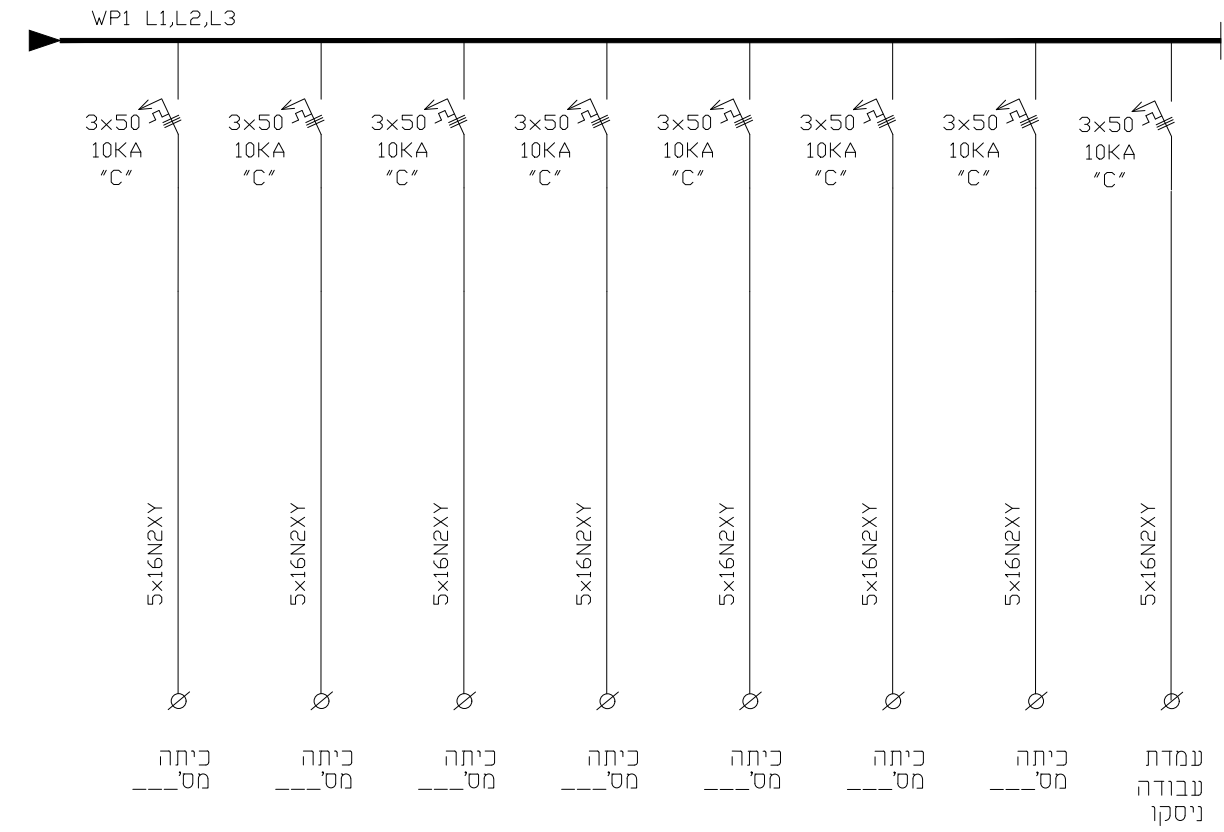 WP1 L1,L2,L3
3x50 3x50 3x50 3x50 3x50 3x50 3x50 3x50
10KA 10KA 10KA 10KA 10KA 10KA 10KA 10KA
"C" "C" "C" "C" "C" "C" "C" "C"
5x16N2XY 5x16N2XY 5x16N2XY 5x16N2XY 5x16N2XY 5x16N2XY 5x16N2XY 5x16N2XY
כיתה
מס'___
כיתה
מס'___
כיתה
מס'___
כיתה
מס'___
כיתה
מס'___
כיתה
מס'___
כיתה
מס'___
עמדת
עבודה
ניסקו